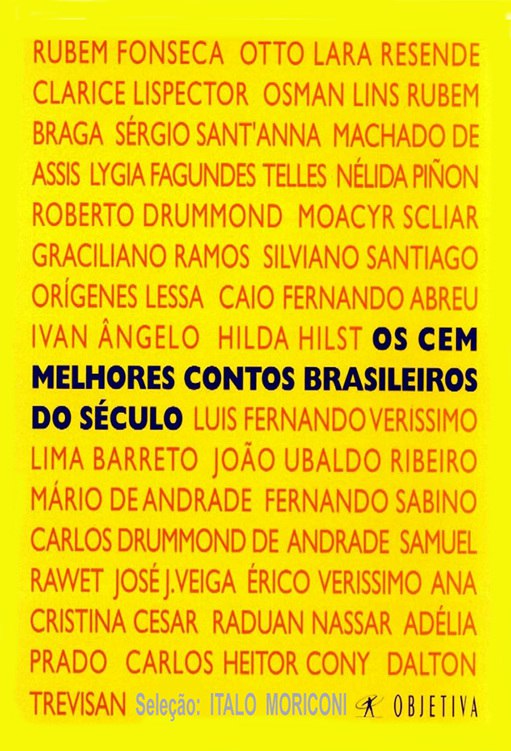 RUBEM FONSECA OTTO LARA RESENDE
CLARICE LISPECTOR OSMAN LINS RUBEM
BRAGA SÉRGIO SANT'ANNA MACHADO DE
ASSIS LYGIA FAGUNDES TELLES NÉLIDA PIÑON
ROBERTO DRUMMOND MOACYR SCLIAR
GRACILIANO RAMOS SILVIANO SANTIAGO
ORÍGENES LESSA CAIO FERNANDO ABREU
IVAN ÂNGELO HILDA HILST OS CEM
MELHORES CONTOS BRASILEIROS
DO SÉCULO LUIS FERNANDO VERISSIMO
LIMA BARRETO JOÃO UBALDO RIBEIRO
MÁRIO DE ANDRADE FERNANDO SABINO
CARLOS DRUMMOND DE ANDRADE SAMUEL
RAWET JOSÉ J. VEIGA ÉRICO VERISSIMO ANA
CRISTINA CESAR RADUAN NASSAR ADÉLIA
PRADO CARLOS HEITOR CONY DALTON
TREVISAN Seleção: ITALO MORICONI OBJETIVA